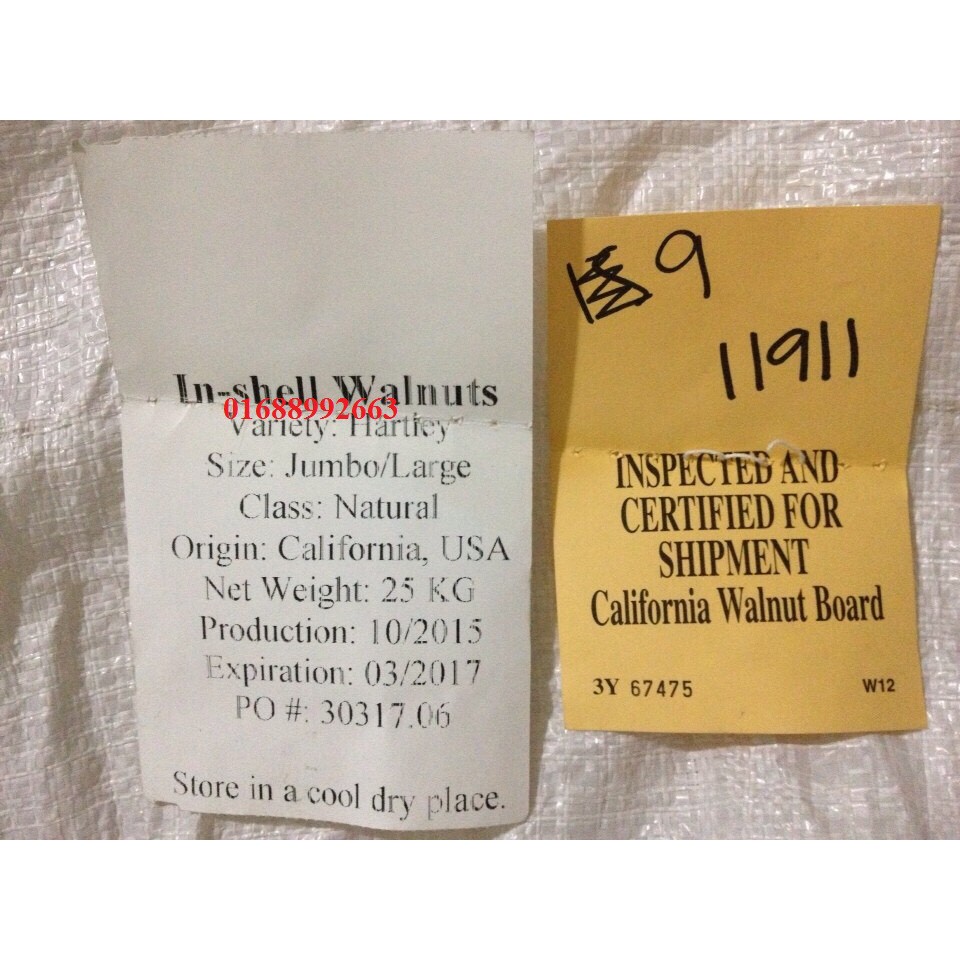 In-shell Walnuts
01688992663
Variety: Hartley
Size: Jumbo/Large
Class: Natural
Origin: California, USA
Net Weight: 25 KG
Production: 10/2015
Expiration: 03/2017
PO #: 30317.06
Store in a cool dry place.
9
11911
INSPECTED AND
CERTIFIED FOR
SHIPMENT
California Walnut Board
3Y 67475 W12